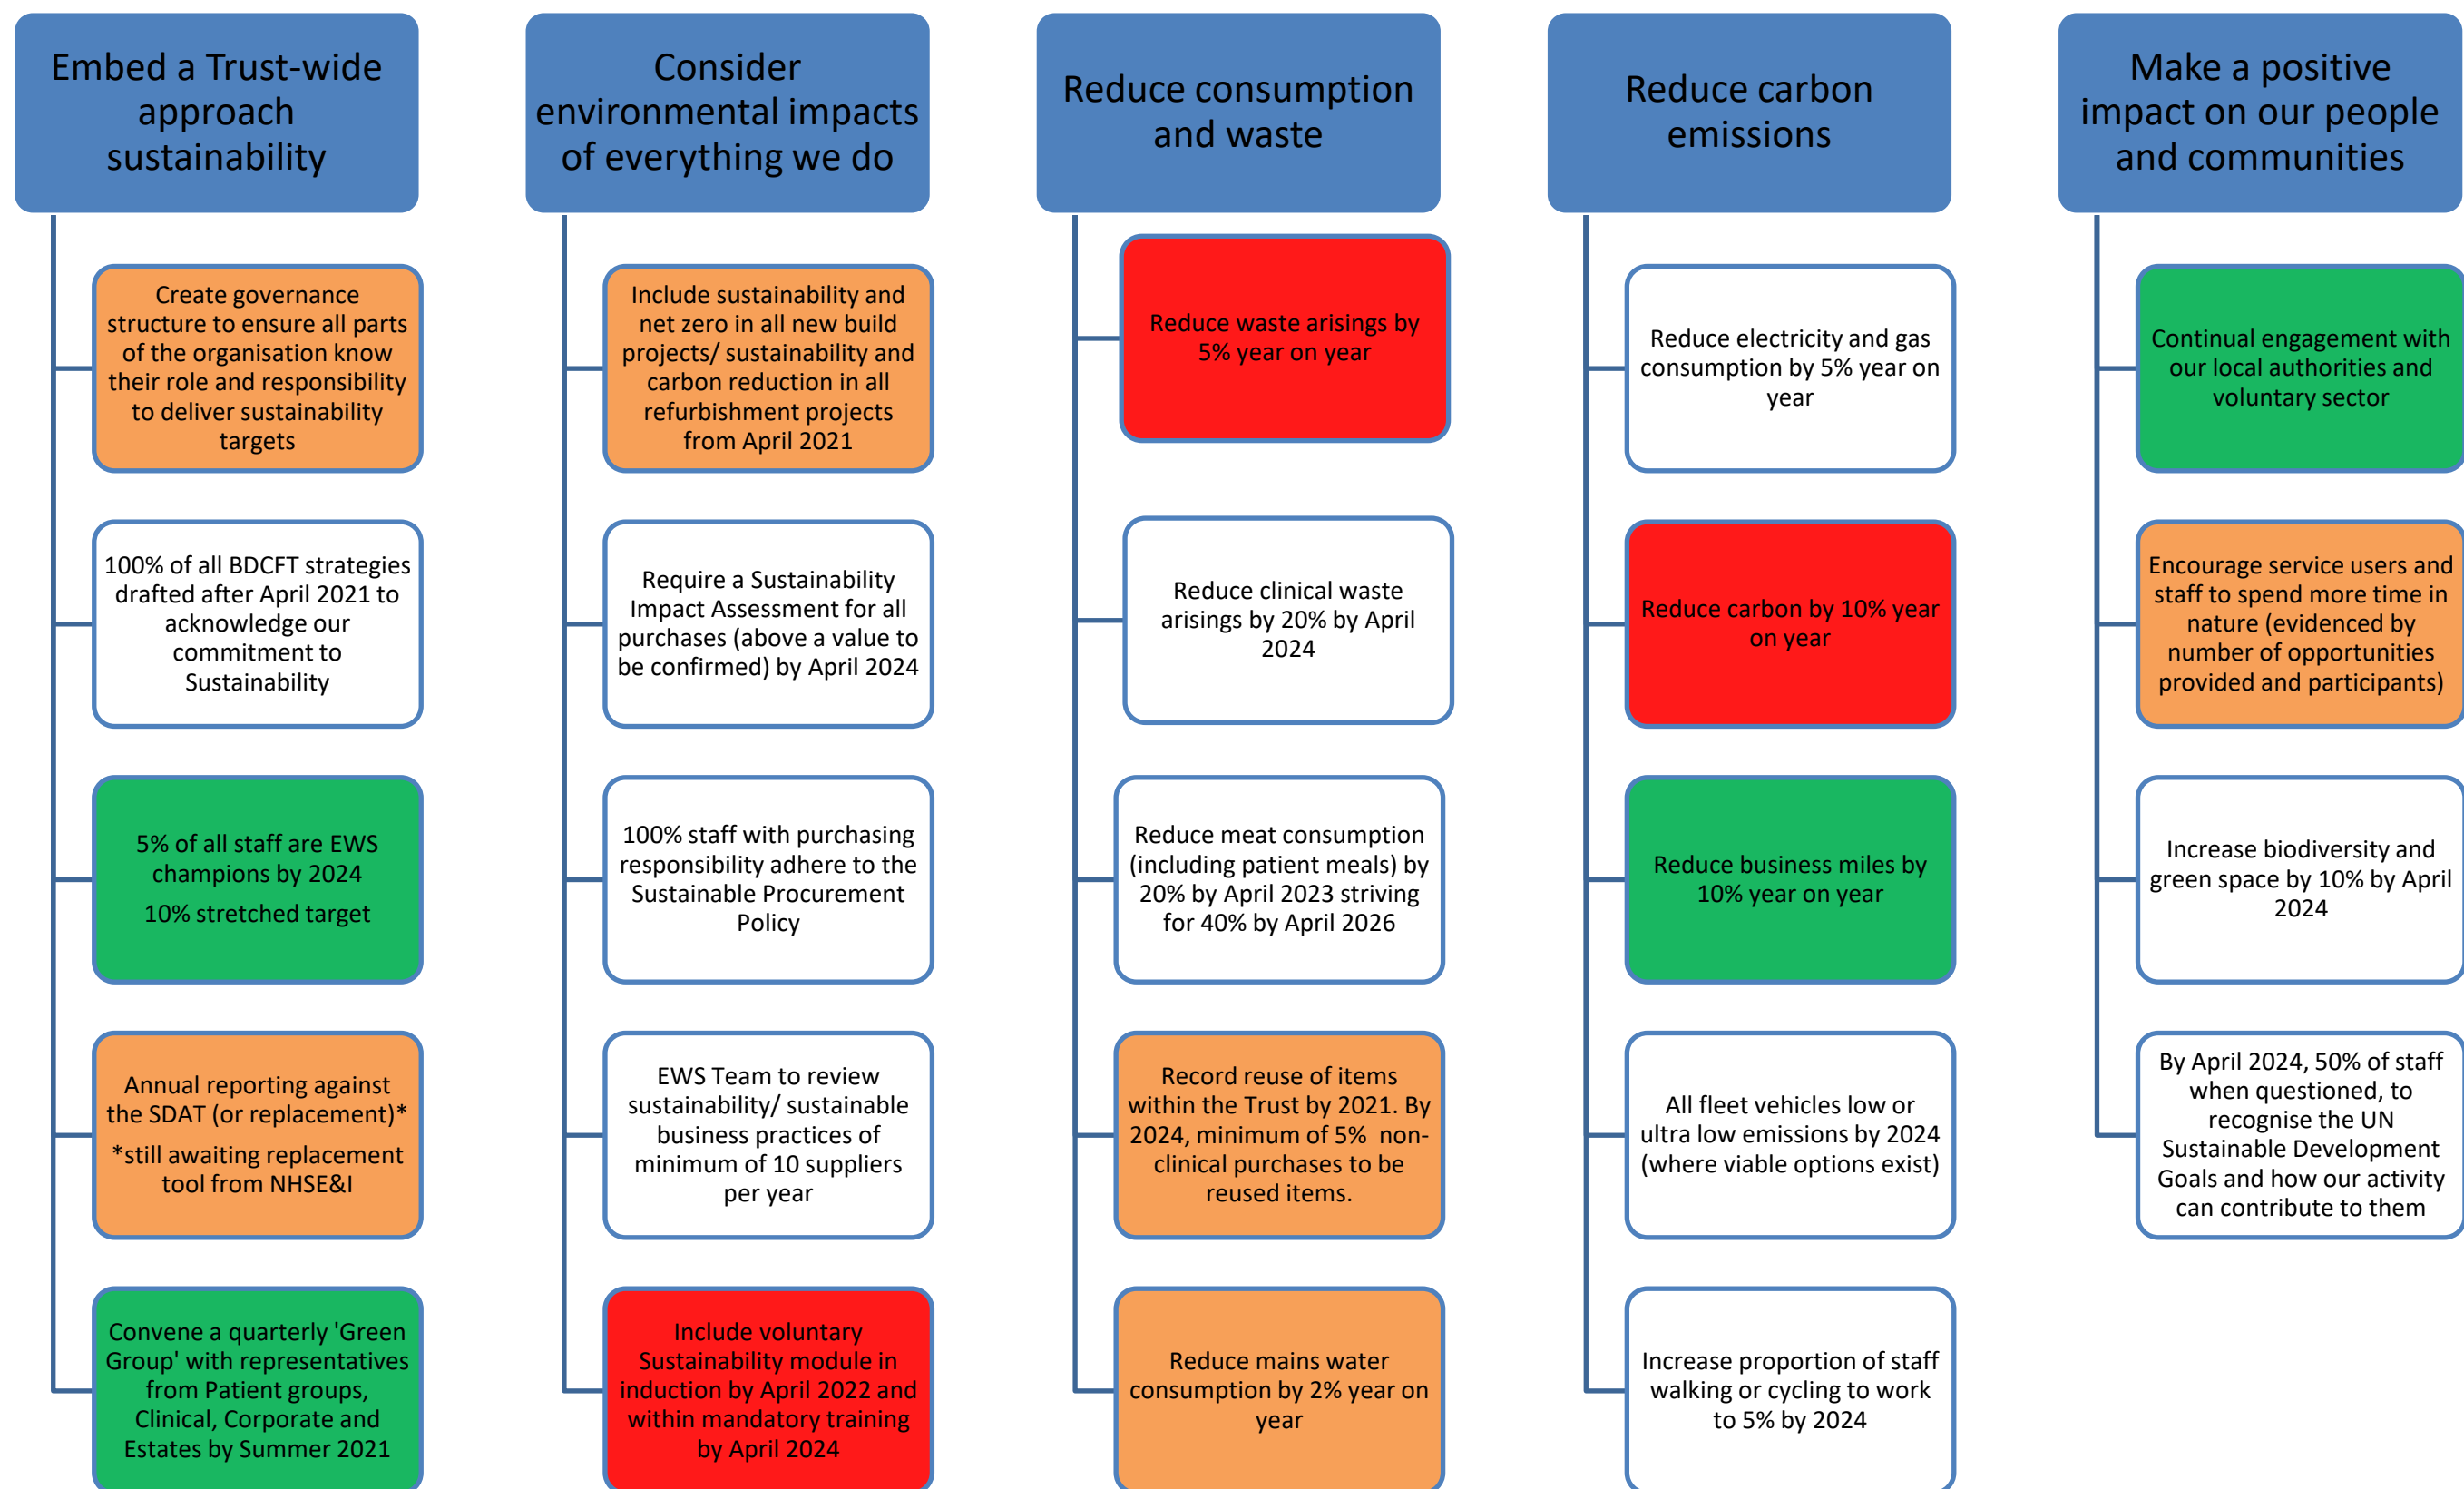 Embed a Trust-wide
approach
sustainability
Create governance
structure to ensure all parts
of the organisation know
their role and responsibility
to deliver sustainability
targets
100% of all BDCFT strategies
drafted after April 2021 to
acknowledge our
commitment to
Sustainability
5% of all staff are EWS
champions by 2024
10% stretched target
Annual reporting against
the SDAT (or replacement)*
*still awaiting replacement
tool from NHSE&I
Convene a quarterly 'Green
Group' with representatives
from Patient groups,
Clinical, Corporate and
Estates by Summer 2021
Consider
environmental impacts
of everything we do
Include sustainability and
net zero in all new build
projects/ sustainability and
carbon reduction in all
refurbishment projects
from April 2021
Require a Sustainability
Impact Assessment for all
purchases (above a value to
be confirmed) by April 2024
100% staff with purchasing
responsibility adhere to the
Sustainable Procurement
Policy
EWS Team to review
sustainability/ sustainable
business practices of
minimum of 10 suppliers
per year
Include voluntary
Sustainability module in
induction by April 2022 and
within mandatory training
by April 2024
Reduce consumption
and waste
Reduce waste arisings by
5% year on year
Reduce clinical waste
arisings by 20% by April
2024
Reduce meat consumption
(including patient meals) by
20% by April 2023 striving
for 40% by April 2026
Record reuse of items
within the Trust by 2021. By
2024, minimum of 5%  non-
clinical purchases to be
reused items.
Reduce mains water
consumption by 2% year on
year
Reduce carbon
emissions
Reduce electricity and gas
consumption by 5% year on
year
Reduce carbon by 10% year
on year
Reduce business miles by
10% year on year
All fleet vehicles low or
ultra low emissions by 2024
(where viable options exist)
Increase proportion of staff
walking or cycling to work
to 5% by 2024
Make a positive
impact on our people
and communities
Continual engagement with
our local authorities and
voluntary sector
Encourage service users and
staff to spend more time in
nature (evidenced by
number of opportunities
provided and participants)
Increase biodiversity and
green space by 10% by April
2024
By April 2024, 50% of staff
when questioned, to
recognise the UN
Sustainable Development
Goals and how our activity
can contribute to them